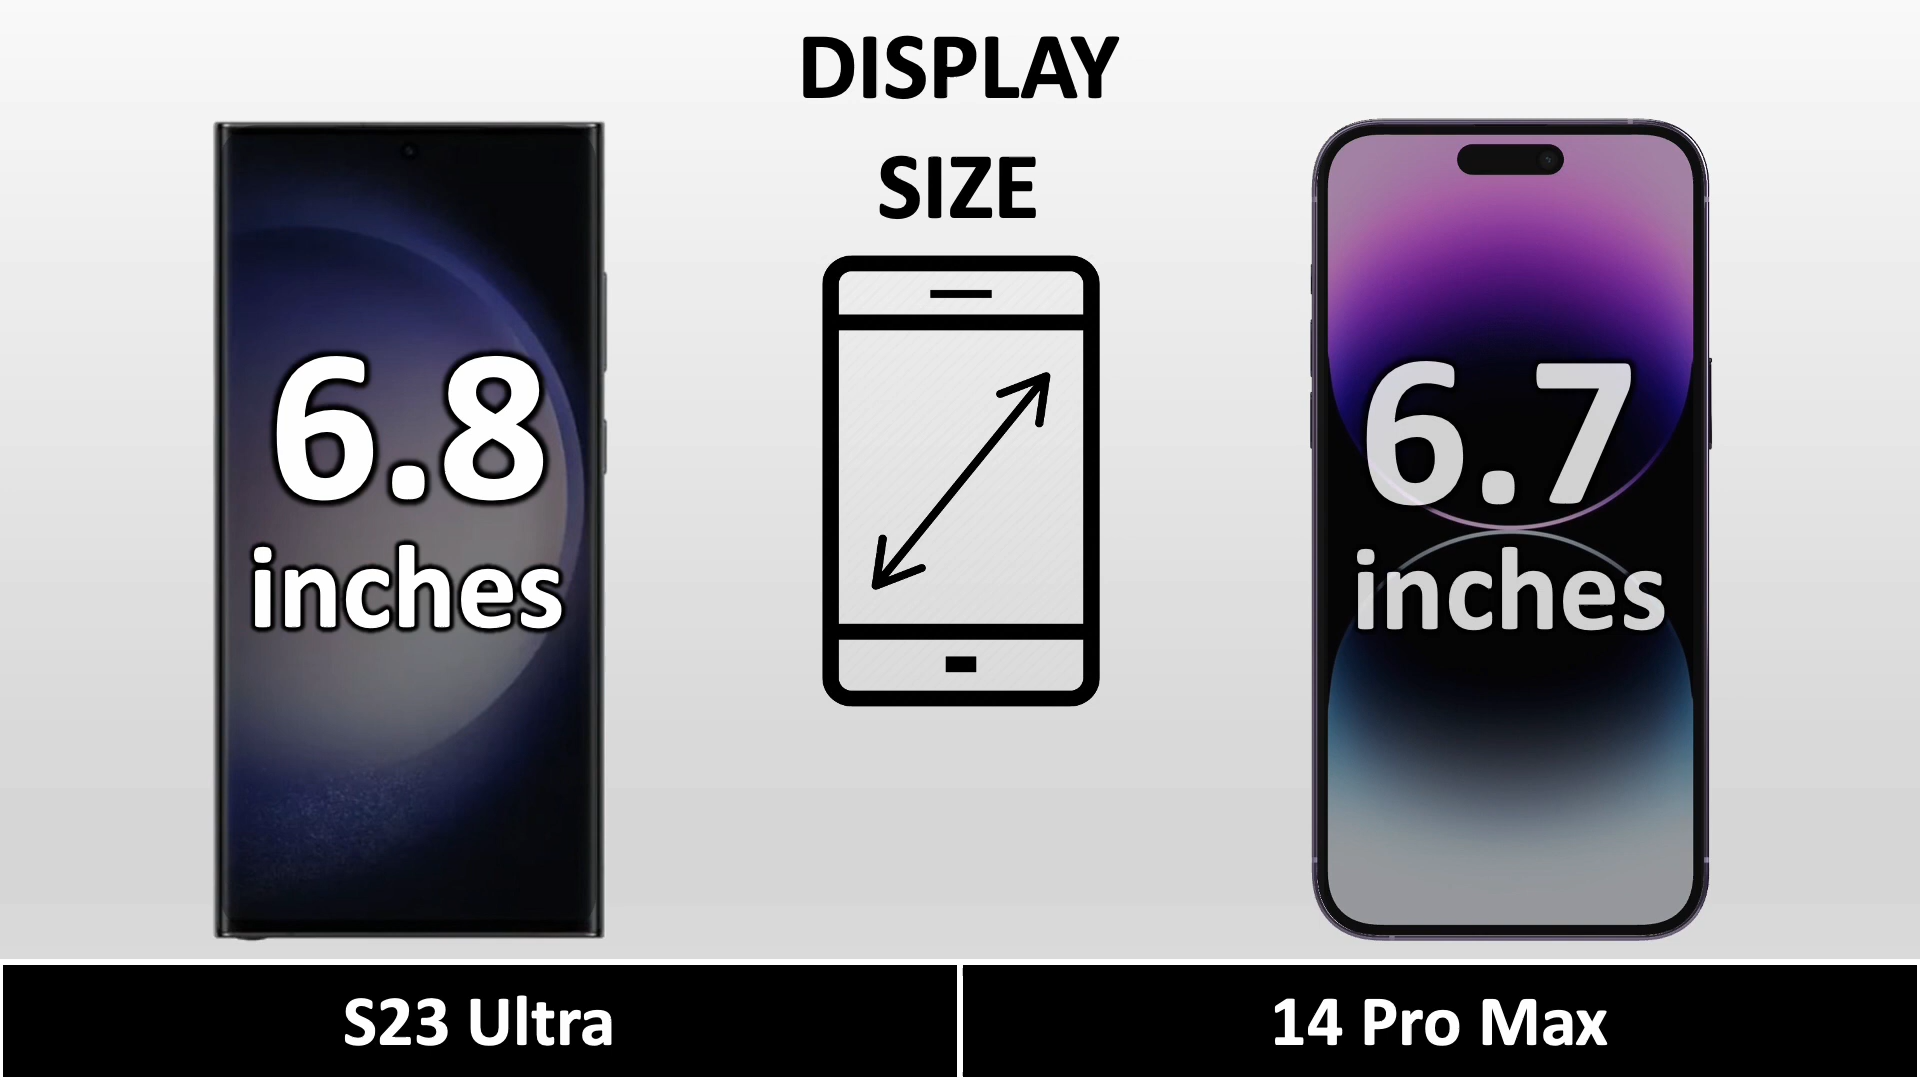 DISPLAY
SIZE
6.8
inches
6.7
inches
S23 Ultra
14 Pro Max